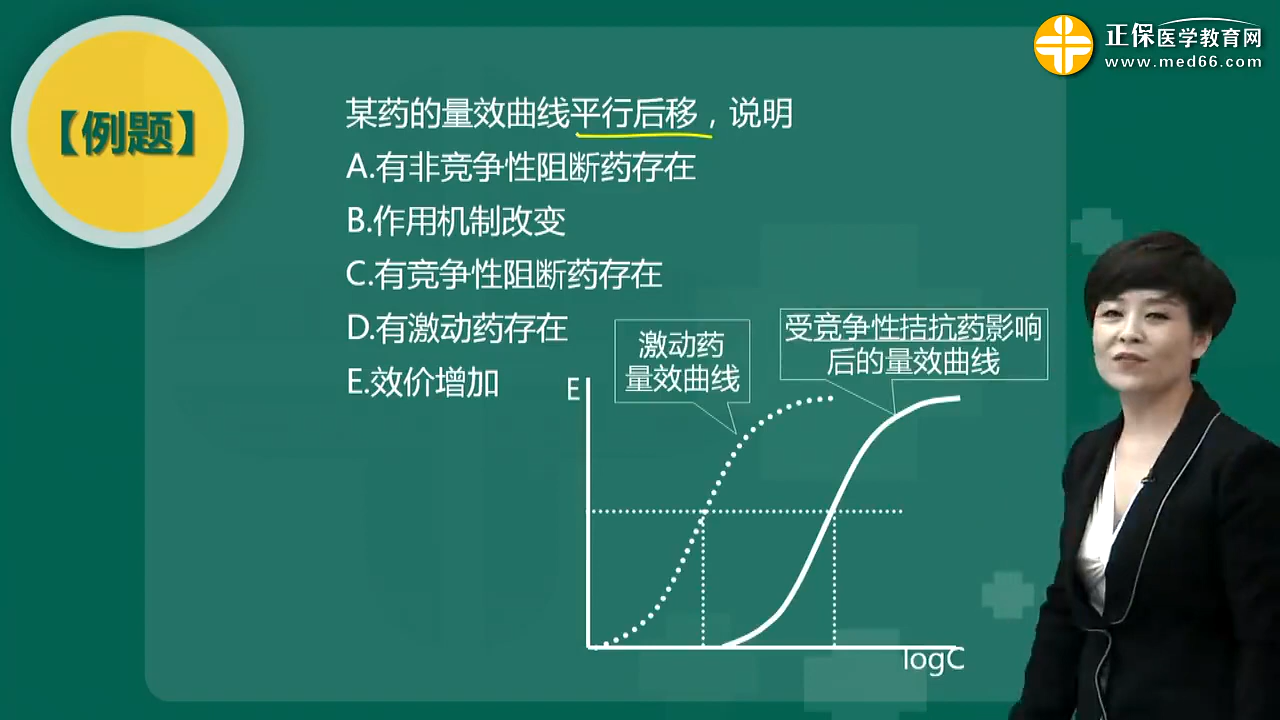 正保医学教育网
www.med66.com
【例题】
某药的量效曲线平行后移，说明
A.有非竞争性阻断药存在
B.作用机制改变
C.有竞争性阻断药存在
D.有激动药存在
E.效价增加
激动药
量效曲线
受竞争性拮抗药影响
后的量效曲线
E
logC